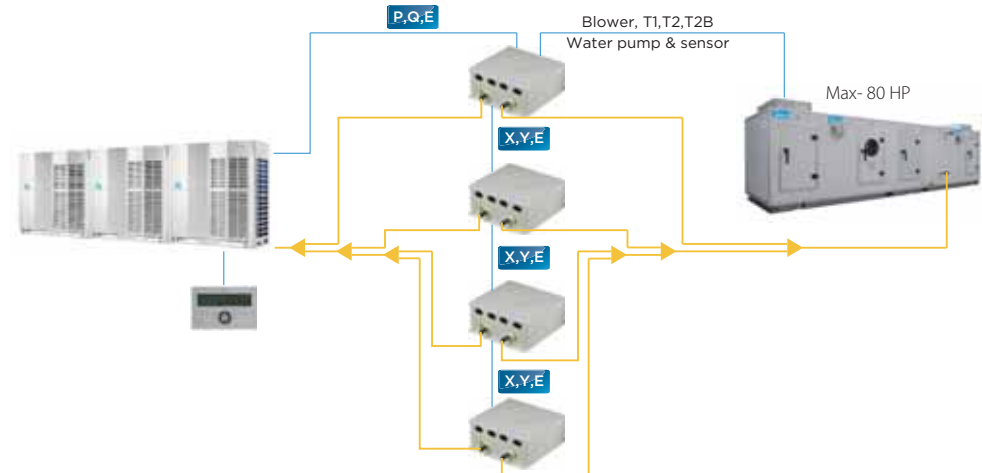 P,Q,E
Blower, T1,T2,T2B
Water pump & sensor
Max- 80 HP
X,Y,E
X,Y,E
X,Y,E